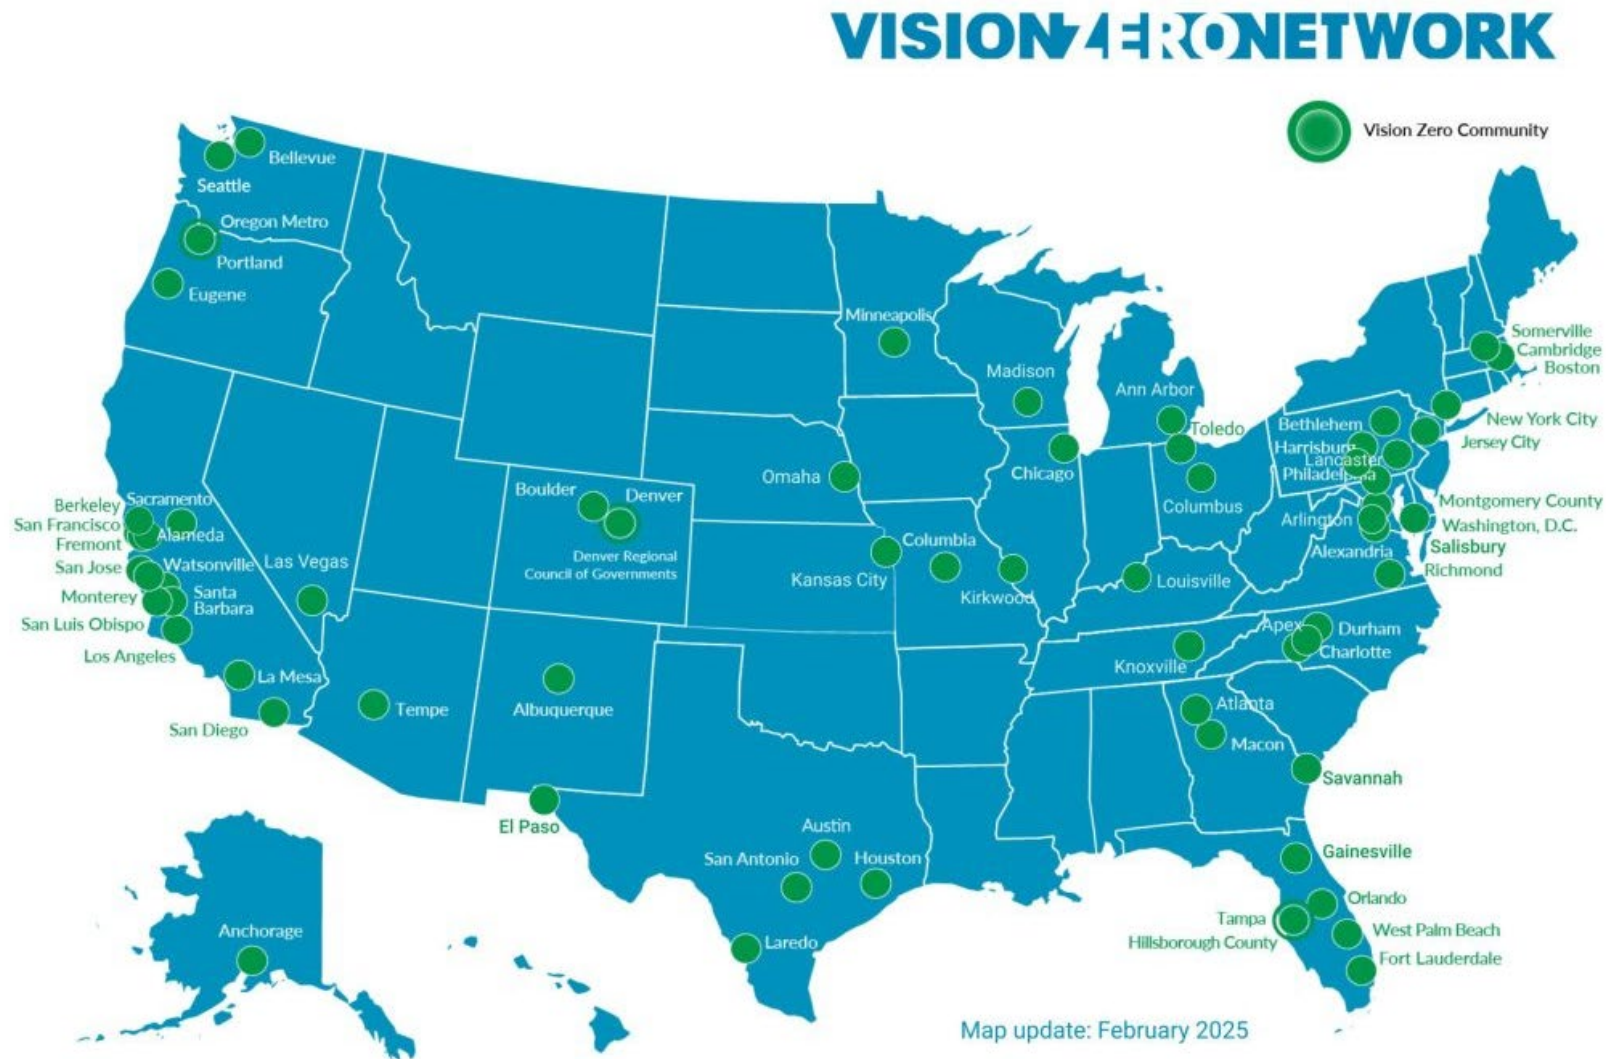 VISIONZERONETWORK
Vision Zero Community
Bellevue
Seattle
Oregon Metro
Portland
Eugene
Minneapolis
Madison
Ann Arbor
Toledo
Chicago
Columbus
Omaha
Boulder
Denver
Denver Regional
Council of Governments
Kansas City
Columbia
Kirkwood
Louisville
Knoxville
Somerville
Cambridge
Boston
New York City
Jersey City
Bethlehem
Harrisburg
Lancaster
Philadelphia
Montgomery County
Arlington
Washington, D.C.
Alexandria
Salisbury
Richmond
Apex
Durham
Charlotte
Berkeley
Sacramento
San Francisco
Alameda
Fremont
San Jose
Watsonville
Las Vegas
Monterey
Santa
Barbara
San Luis Obispo
Los Angeles
La Mesa
San Diego
Tempe
Albuquerque
El Paso
Atlanta
Macon
Savannah
Austin
San Antonio
Houston
Laredo
Gainesville
Orlando
Tampa
Hillsborough County
West Palm Beach
Fort Lauderdale
Anchorage
Map update: February 2025